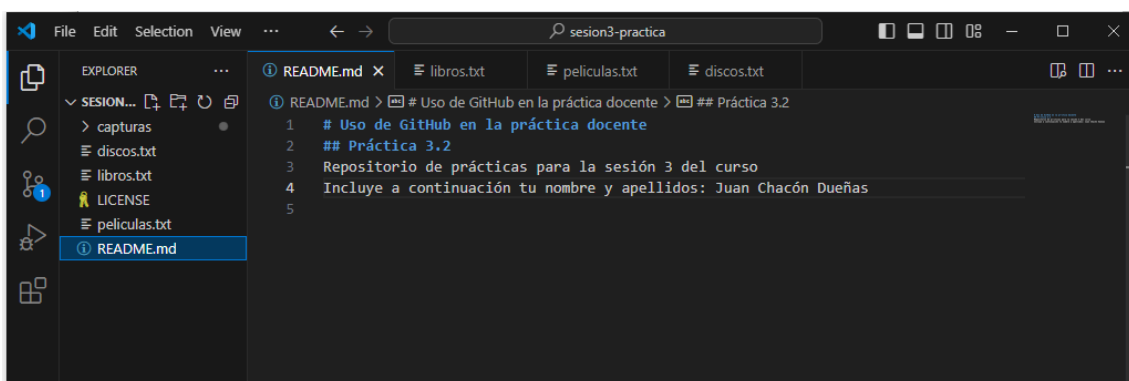 File Edit Selection View ... sesion3-practica
EXPLORER ... README.md libros.txt peliculas.txt discos.txt
SESION... README.md > # Uso de GitHub en la práctica docente > ## Práctica 3.2
capturas
discos.txt
libros.txt
LICENSE
peliculas.txt
README.md
1
1 # Uso de GitHub en la práctica docente
2 ## Práctica 3.2
3 Repositorio de prácticas para la sesión 3 del curso
4 Incluye a continuación tu nombre y apellidos: Juan Chacón Dueñas
5